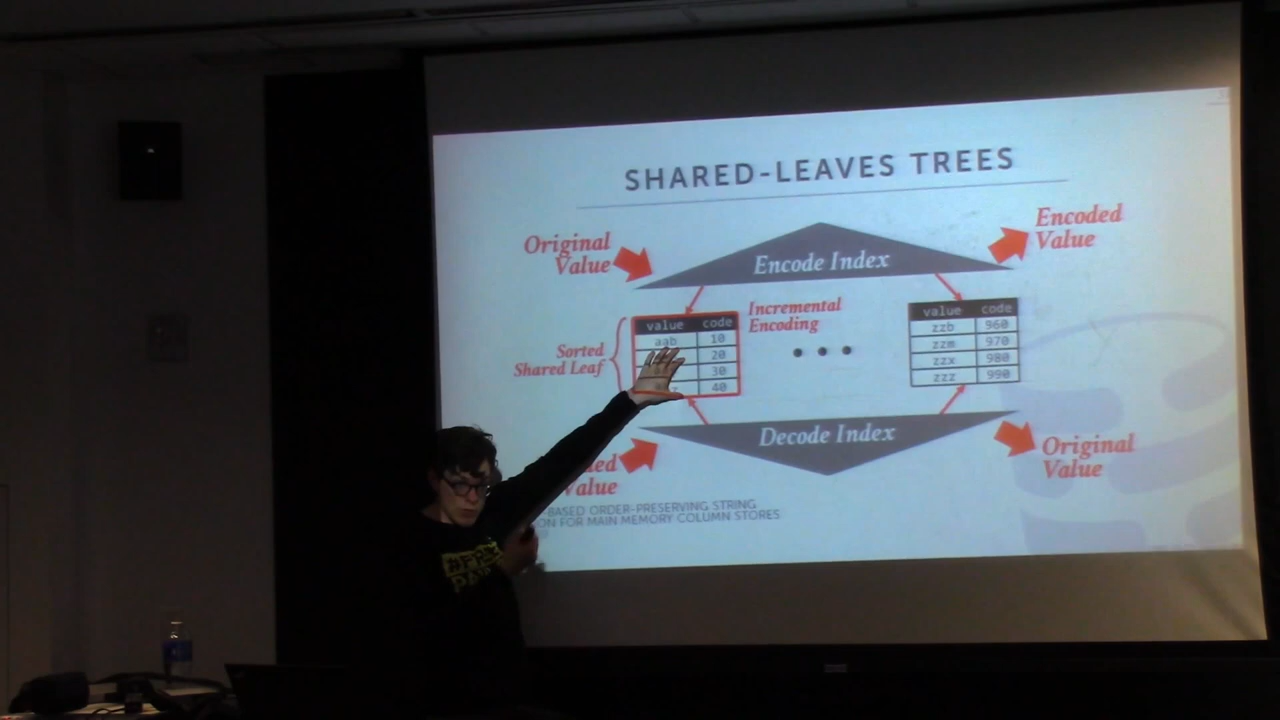 SHARED-LEAVES TREES
Original
Value
Encode Index
Encoded
Value
value code
aab 10
20
30
40
Sorted
Shared Leaf
Incremental
Encoding
value code
zzb 960
zzm 970
zzx 980
zzz 990
Value
Decode Index
Original
Value
-BASED ORDER-PRESERVING STRING
ON FOR MAIN MEMORY COLUMN STORES